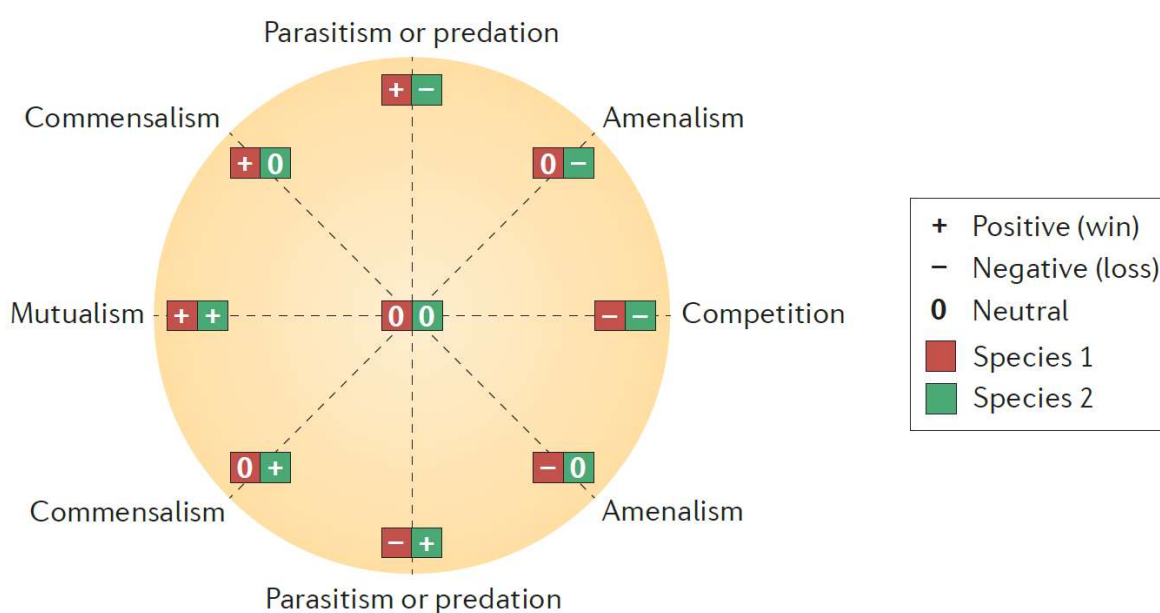 Parasitism or predation
+ −
Commensalism
Amenalism
+ 0
0 −
+ Positive (win)
− Negative (loss)
Mutualism
+ +
0 0
− −
Competition
0 Neutral
Species 1
Species 2
0 +
− 0
Commensalism
Amenalism
− +
Parasitism or predation